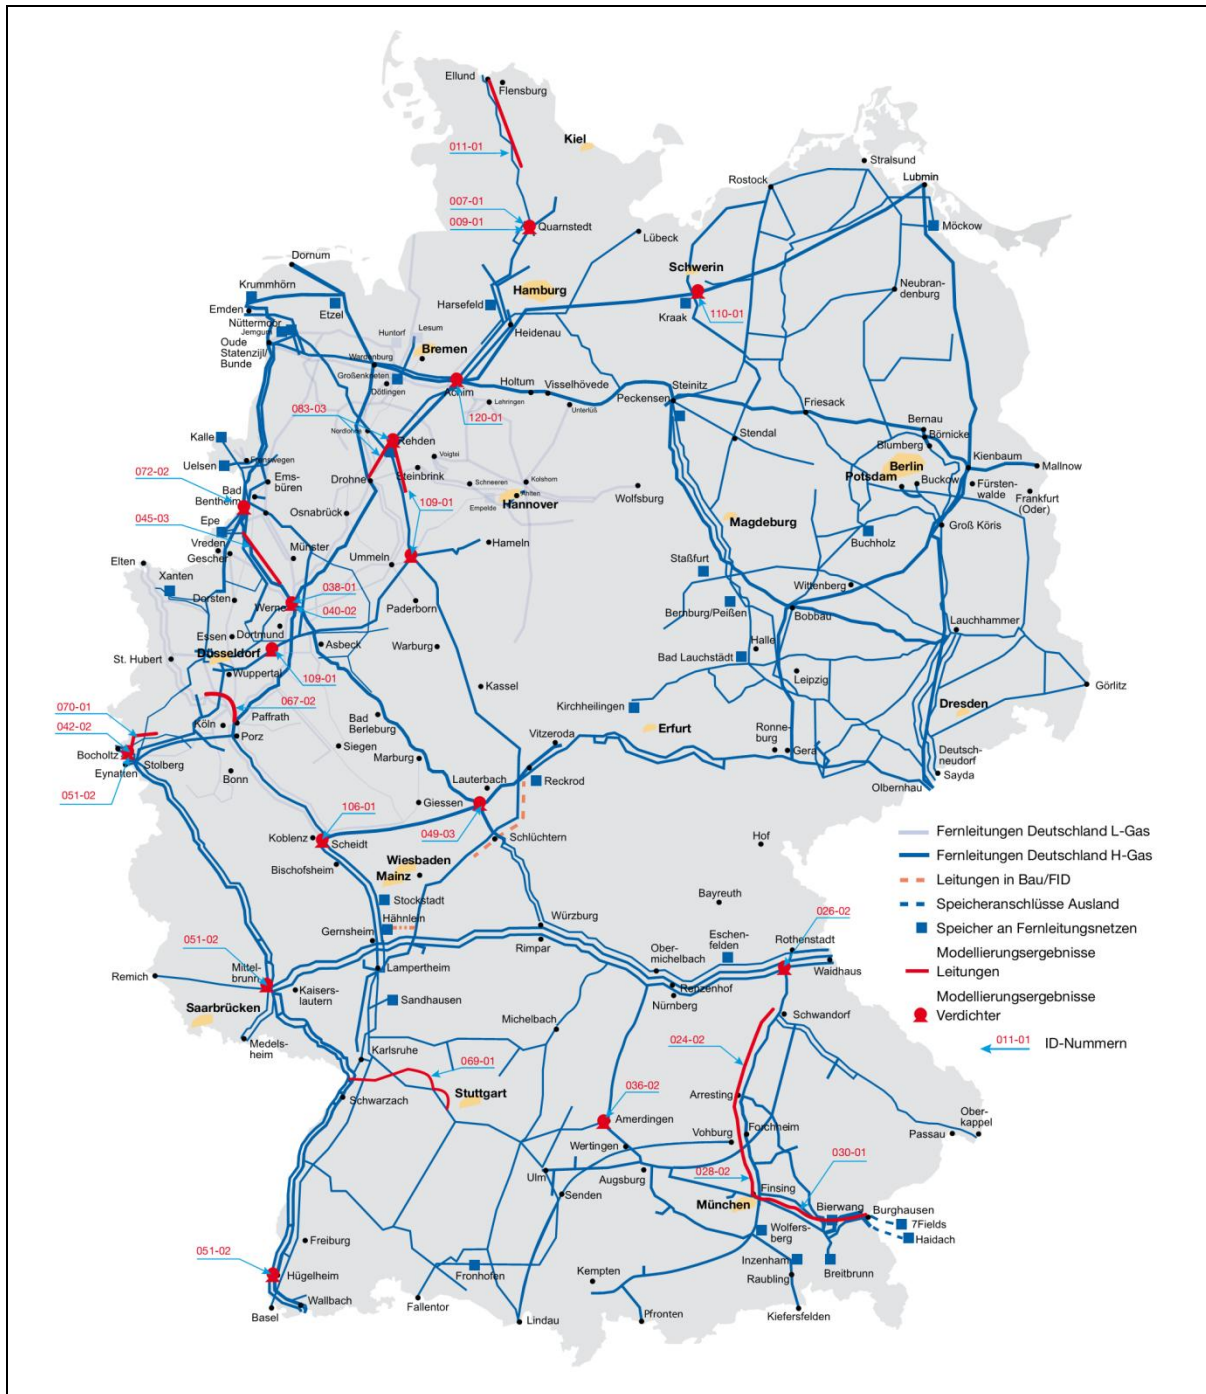 Ellund
Flensburg
Kiel
011-01
Stralsund
Rostock
Lubmin
007-01
009-01
Quarnstedt
Lübeck
Möckow
Dornum
Schwerin
Krummhörn
Hamburg
Neubran-
denburg
Emden
Etzel
Harsefeld
Kraak
110-01
Nüttermoor
Jemgum
Huntorf
Lesum
Heidenau
Oude
Statenzijl/
Bunde
Bremen
Wardenburg
Großenkneten
Dötlingen
Achim
Holtum
Visselhövede
Steinitz
Peckensen
Friesack
Lehringen
Unterlüß
120-01
083-03
Bernau
Börnicke
Blumberg
Nordlohne
Rehden
Stendal
Kalle
Voigtei
Berlin
Kienbaum
Mallnow
Uelsen
Frenswegen
Steinbrink
Potsdam
Buckow
Fürsten-
walde
072-02
Ems-
büren
Drohne
Schneeren
Kolshorn
Ahlten
Wolfsburg
Frankfurt
(Oder)
Bad
Bentheim
109-01
Empelde
Hannover
045-03
Osnabrück
Magdeburg
Groß Köris
Epe
Buchholz
Vreden
Gescher
Münster
Hameln
Elten
Ummeln
Staßfurt
Xanten
038-01
Wittenberg
Dorsten
Werne
040-02
Paderborn
Bernburg/Peißen
Bobbau
Essen
Dortmund
Lauchhammer
Asbeck
Warburg
Halle
St. Hubert
Düsseldorf
Bad Lauchstädt
Wuppertal
109-01
Leipzig
Kassel
Görlitz
070-01
067-02
Kirchheilingen
Dresden
042-02
Köln
Paffrath
Bad
Berleburg
Erfurt
Ronne-
burg
Porz
Vitzeroda
Gera
Bocholtz
Siegen
Deutsch-
neudorf
Eynatten
Stolberg
Marburg
Sayda
Bonn
Lauterbach
Reckrod
Olbernhau
051-02
106-01
Giessen
049-03
Koblenz
Scheidt
Schlüchtern
Hof
Fernleitungen Deutschland L-Gas
Wiesbaden
Fernleitungen Deutschland H-Gas
Bischofsheim
Mainz
Leitungen in Bau/FID
Stockstadt
Bayreuth
Speicheranschlüsse Ausland
Hähnlein
Würzburg
026-02
Speicher an Fernleitungsnetzen
Gernsheim
Eschen-
felden
Rothenstadt
051-02
Rimpar
Ober-
michelbach
Modellierungsergebnisse
Leitungen
Mittel-
brunn
Lampertheim
Waidhaus
Remich
Kaisers-
lautern
Renzenhof
Nürnberg
Modellierungsergebnisse
Verdichter
Saarbrücken
Sandhausen
Michelbach
Schwandorf
011-01
ID-Nummern
Medels-
heim
Karlsruhe
024-02
069-01
036-02
Stuttgart
Arresting
Schwarzach
Ober-
kappel
Amerdingen
Forchheim
Passau
Vohburg
Wertingen
030-01
Ulm
Augsburg
028-02
Finsing
Senden
München
Bierwang
Burghausen
7Fields
Wolfers-
berg
Haidach
Freiburg
051-02
Inzenham
Fronhofen
Kempten
Breitbrunn
Hügelheim
Raubling
Wallbach
Basel
Fallentor
Lindau
Pfronten
Kiefersfelden